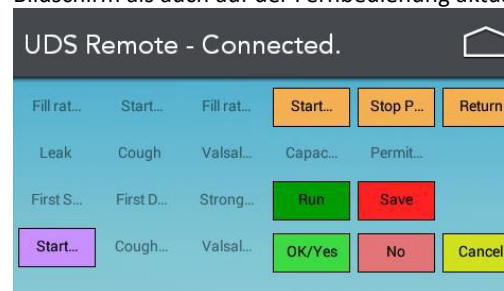 Bildschirm als auch auf der Fernbedienung
UDS Remote - Connected.
Fill rat... Start... Fill rat... Start... Stop P... Return
Leak Cough Valsal... Capac... Permit...
First S... First D... Strong... Run Save
Start... Cough... Valsal... OK/Yes No Cancel